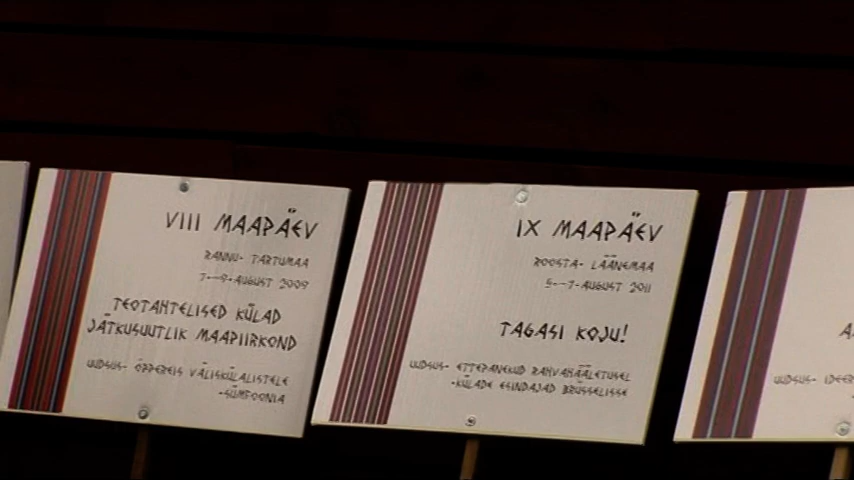 VIII MAAPÄEV
RANNU- TARTUMAA
7--9-AUGUST 2009
TEOTAHTELISED KÜLAD
JÄTKUSUUTLIK MAAPIIRKOND
UUDSUS- ÕPPEREIS VÄLISKÜLALISTELE
-SÜMFOONIA
IX MAAPÄEV
ROOSTA- LÄÄNEMAA
5--7-AUGUST 2011
TAGASI KOJU!
UUDSUS- ETTEPANEKUD RAHVAHÄÄLETUSEL
-KÜLADE ESINDAJAD BRÜSSELISSE
UUDSUS-